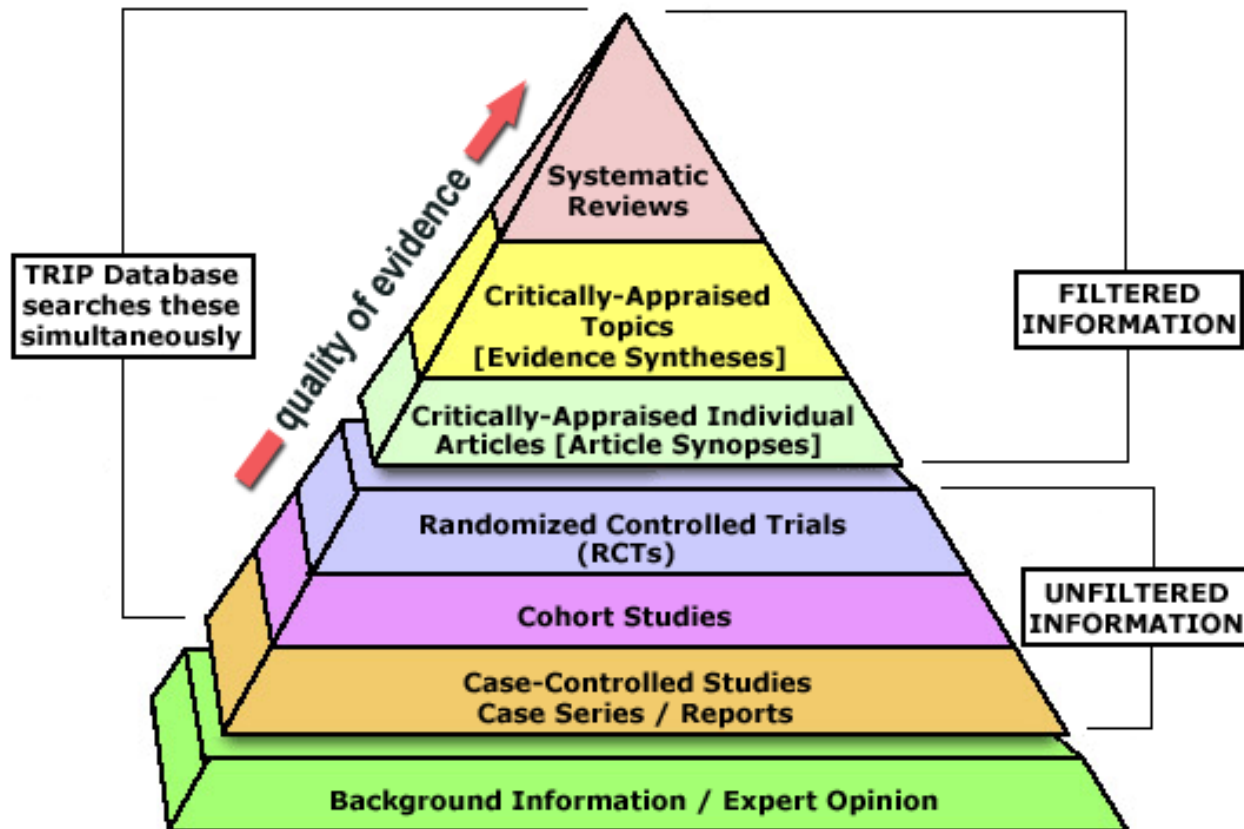 Systematic
Reviews
quality of evidence
TRIP Database
searches these
simultaneously
Critically-Appraised
Topics
[Evidence Syntheses]
FILTERED
INFORMATION
Critically-Appraised Individual
Articles [Article Synopses]
Randomized Controlled Trials
(RCTs)
UNFILTERED
INFORMATION
Cohort Studies
Case-Controlled Studies
Case Series / Reports
Background Information / Expert Opinion